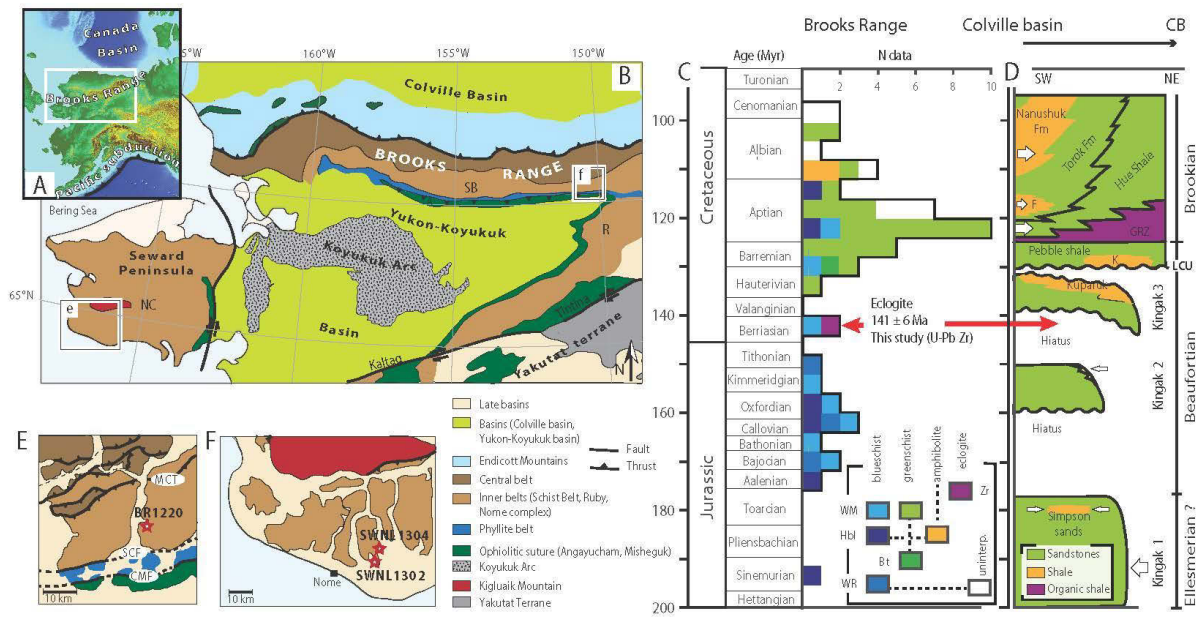 Brooks Range
Colville basin
CB
Canada
Basin
Brooks Range
Pacific subduction
A
5°W
160°W
150°W
B
Colville Basin
BROOKS
RANGE
SB
f
Bering Sea
Yukon-Koyukuk
Koyukuk Arc
R
Seward
Peninsula
NC
65°N
e
Basin
Kaltag
Tintina
Yakutat terrane
N
E
MCT
BR1220
SCF
CMF
10 km
F
SWNL1304
SWNL1302
Nome
10 km
Late basins
Basins (Colville basin,
Yukon-Koyukuk basin)
Endicott Mountains
Central belt
Inner belts (Schist Belt, Ruby,
Nome complex)
Phyllite belt
Ophiolitic suture (Angayucham, Misheguk)
Koyukuk Arc
Kigluaik Mountain
Yakutat Terrane
Fault
Thrust
C
Age (Myr)
N data
0 2 4 6 8 10
Cretaceous
Jurassic
100
120
140
160
180
200
Turonian
Cenomanian
Albian
Aptian
Barremian
Hauterivian
Valanginian
Berriasian
Tithonian
Kimmeridgian
Oxfordian
Callovian
Bathonian
Bajocian
Aalenian
Toarcian
Pliensbachian
Sinemurian
Hettangian
Eclogite
141 ± 6 Ma
This study (U-Pb Zr)
blueschist
greenschist
amphibolite
eclogite
Zr
WM
Hbl
Bt
WR
uninterp.
D
SW
NE
Nanushuk
Fm
Torok Fm
Hue Shale
F
GRZ
Pebble shale
K
LCU
Kuparuk
Hiatus
Kingak 3
Kingak 2
Hiatus
Simpson
sands
Kingak 1
Sandstones
Shale
Organic shale
Brookian
Beaufortian
Ellesmerian ?